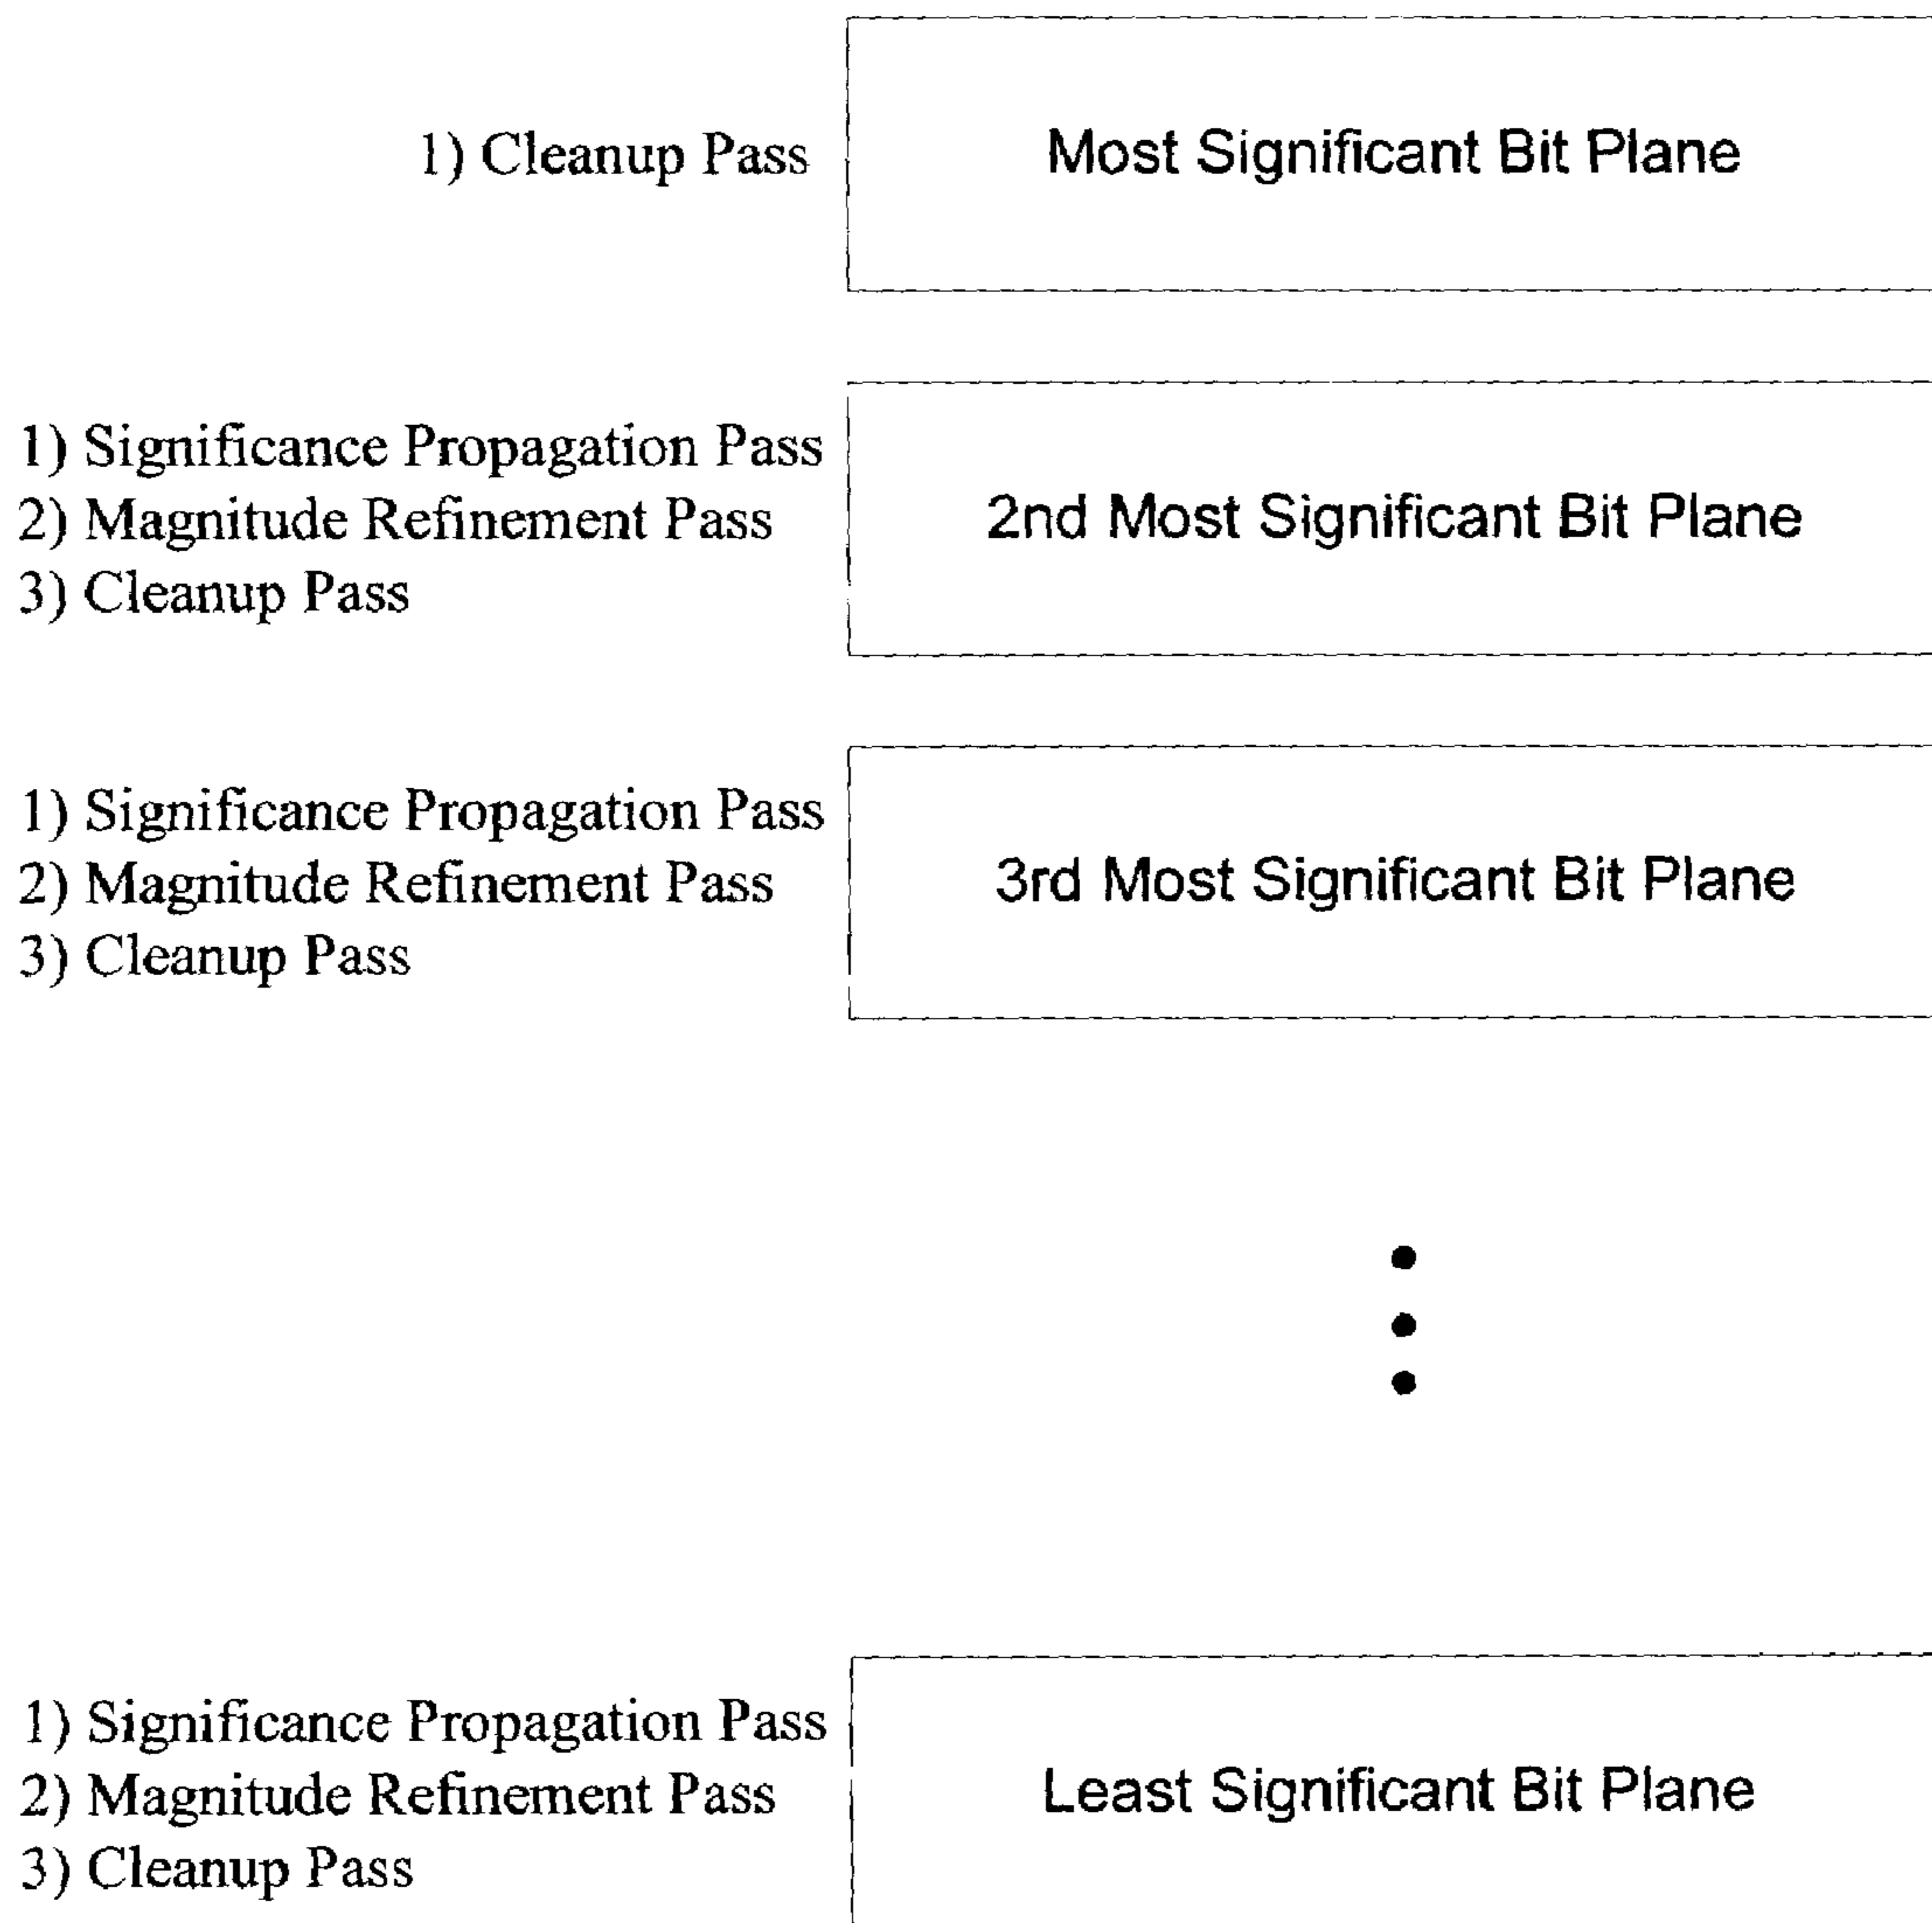 1) Cleanup Pass
Most Significant Bit Plane
1) Significance Propagation Pass
2) Magnitude Refinement Pass
3) Cleanup Pass
2nd Most Significant Bit Plane
1) Significance Propagation Pass
2) Magnitude Refinement Pass
3) Cleanup Pass
3rd Most Significant Bit Plane
1) Significance Propagation Pass
2) Magnitude Refinement Pass
3) Cleanup Pass
Least Significant Bit Plane